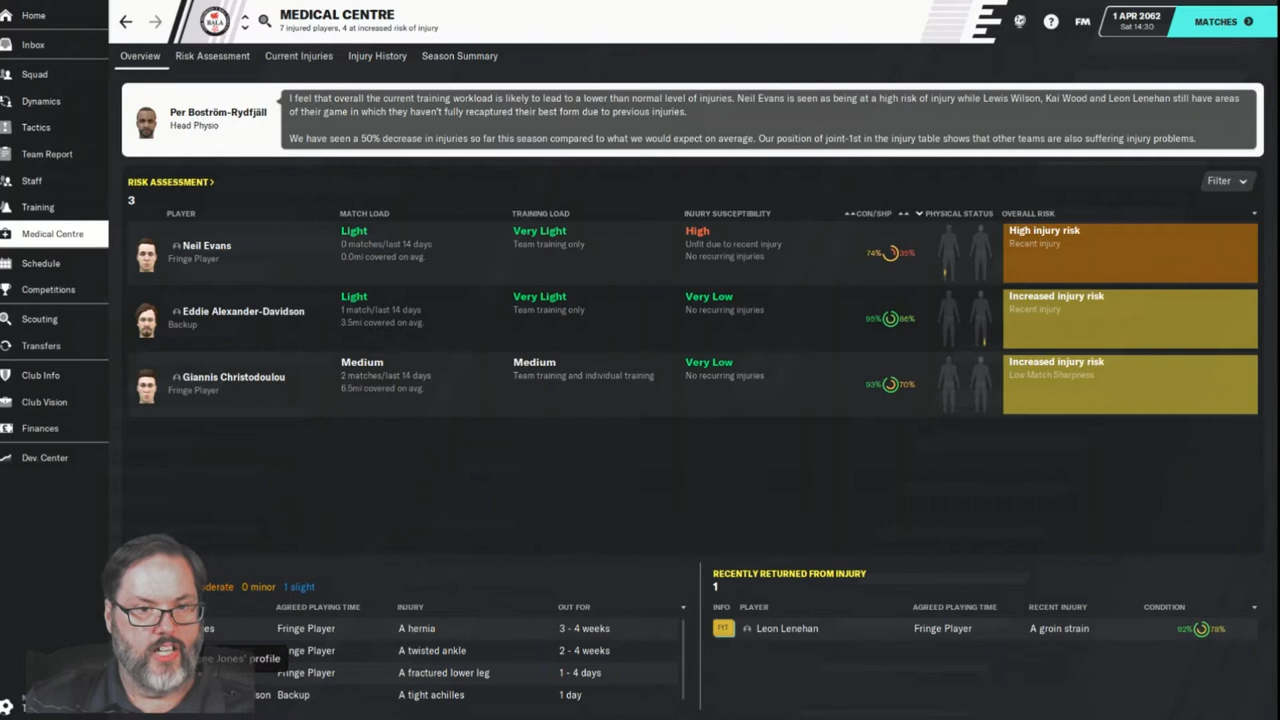 Home
Inbox
Squad
Dynamics
Tactics
Team Report
Staff
Training
Medical Centre
Schedule
Competitions
Scouting
Transfers
Club Info
Club Vision
Finances
Dev. Center
BALA
MEDICAL CENTRE
7 injured players, 4 at increased risk of injury
FM
1 APR 2062
Sat 14:30
MATCHES
Overview Risk Assessment Current Injuries Injury History Season Summary
Per Boström-Rydfjäll
Head Physio
I feel that overall the current training workload is likely to lead to a lower than normal level of injuries. Neil Evans is seen as being at a high risk of injury while Lewis Wilson, Kai Wood and Leon Lenehan still have areas
of their game in which they haven't fully recaptured their best form due to previous injuries.
We have seen a 50% decrease in injuries so far this season compared to what we would expect on average. Our position of joint-1st in the injury table shows that other teams are also suffering injury problems.
RISK ASSESSMENT >
3
Filter
PLAYER MATCH LOAD TRAINING LOAD INJURY SUSCEPTIBILITY CON/SHP PHYSICAL STATUS OVERALL RISK
Neil Evans
Fringe Player
Light
0 matches/last 14 days
0.0mi covered on avg.
Very Light
Team training only
High
Unfit due to recent injury
No recurring injuries
74% 35%
High injury risk
Recent injury
Eddie Alexander-Davidson
Backup
Light
1 match/last 14 days
3.5mi covered on avg.
Very Light
Team training only
Very Low
No recurring injuries
95% 86%
Increased injury risk
Recent injury
Giannis Christodoulou
Fringe Player
Medium
2 matches/last 14 days
6.5mi covered on avg.
Medium
Team training and individual training
Very Low
No recurring injuries
93% 70%
Increased injury risk
Low Match Sharpness
oderate 0 minor 1 slight
AGREED PLAYING TIME INJURY OUT FOR
es Fringe Player A hernia 3 - 4 weeks
Fringe Player A twisted ankle 2 - 4 weeks
Jones' profile
Fringe Player A fractured lower leg 1 - 4 days
son Backup A tight achilles 1 day
RECENTLY RETURNED FROM INJURY
1
INFO PLAYER AGREED PLAYING TIME RECENT INJURY CONDITION
Leon Lenehan Fringe Player A groin strain 92% 78%